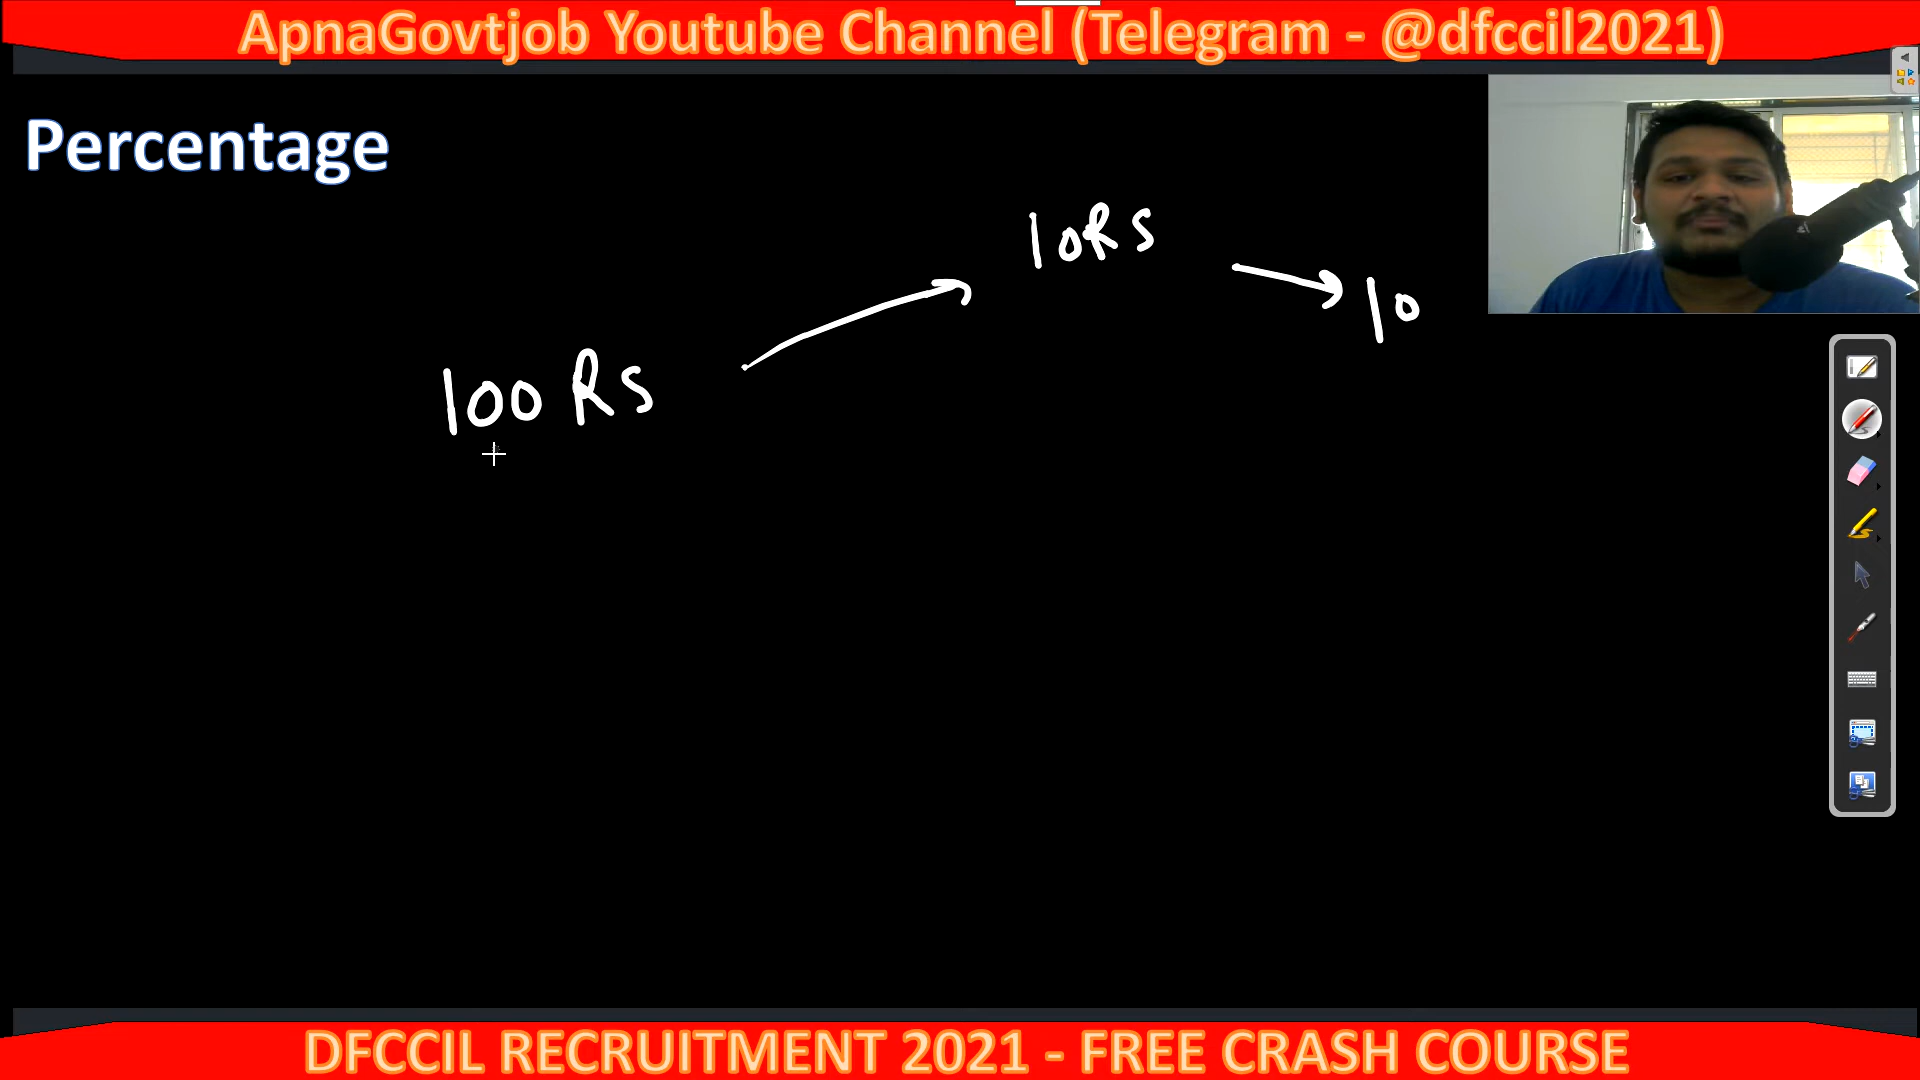 ApnaGovtjob Youtube Channel (Telegram - @dfccil2021)
Percentage
10Rs
10
100 Rs
DFCCIL RECRUITMENT 2021 - FREE CRASH COURSE